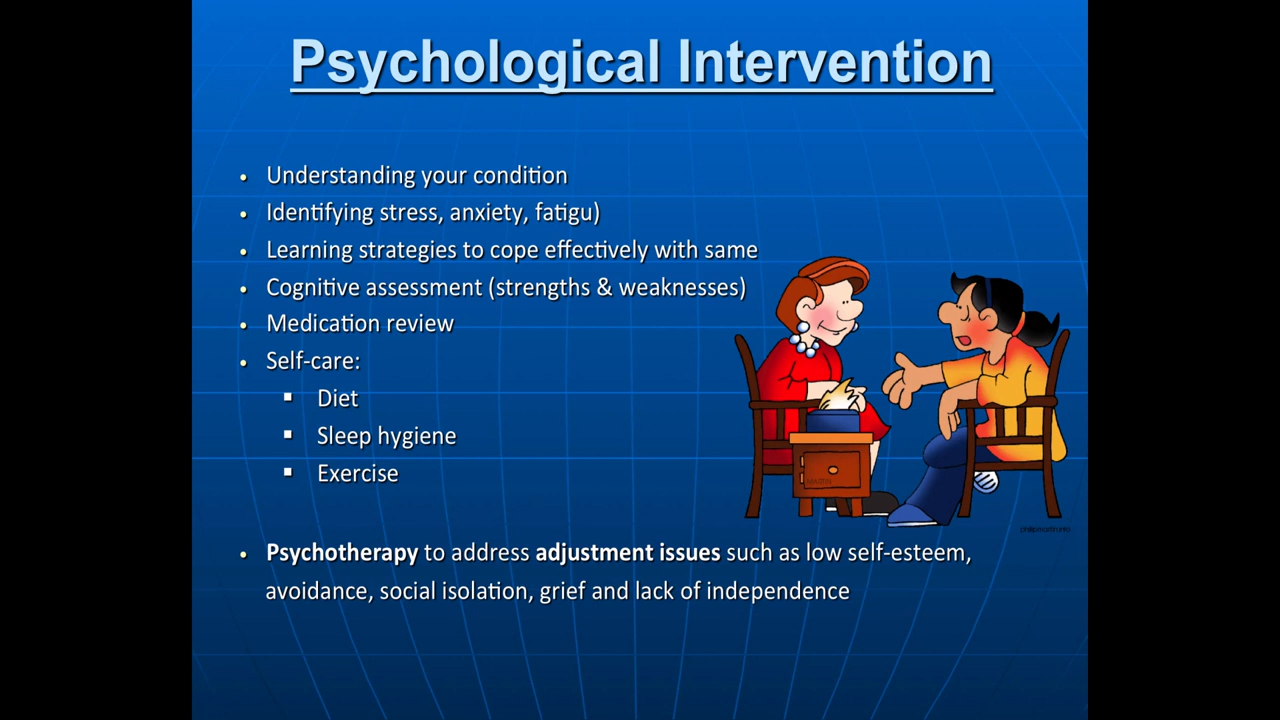 Psychological Intervention
• Understanding your condition
• Identifying stress, anxiety, fatigu)
• Learning strategies to cope effectively with same
• Cognitive assessment (strengths & weaknesses)
• Medication review
• Self-care:
▪ Diet
▪ Sleep hygiene
▪ Exercise
• Psychotherapy to address adjustment issues such as low self-esteem,
avoidance, social isolation, grief and lack of independence